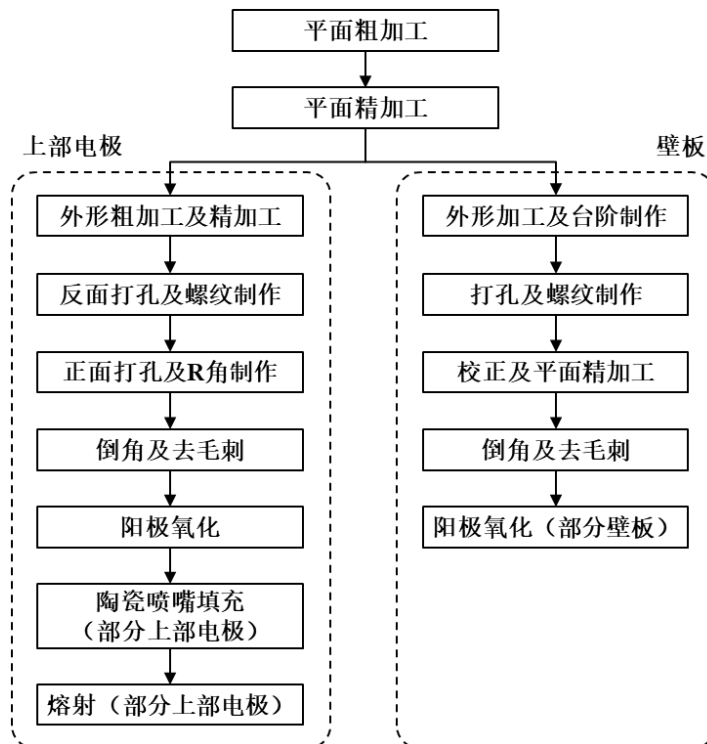 平面粗加工
平面精加工
上部电极
外形粗加工及精加工
反面打孔及螺纹制作
正面打孔及R角制作
倒角及去毛刺
阳极氧化
陶瓷喷嘴填充
（部分上部电极）
熔射（部分上部电极）
壁板
外形加工及台阶制作
打孔及螺纹制作
校正及平面精加工
倒角及去毛刺
阳极氧化（部分壁板）